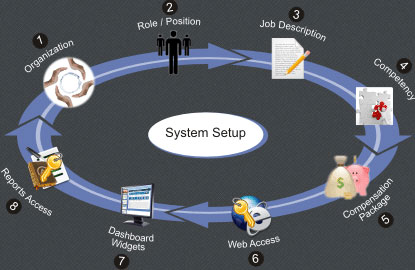 1
Organization
2
Role / Position
3
Job Description
4
Competency
5
Compensation
Package
6
Web Access
7
Dashboard
Widgets
8
Reports Access
System Setup
$